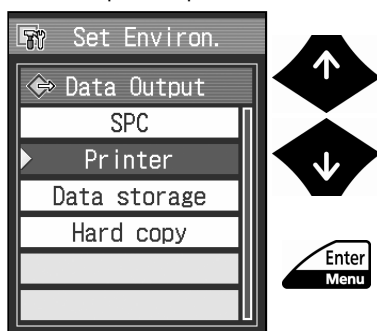 Set Environ.
Data Output
SPC
Printer
Data storage
Hard copy
Enter
Menu